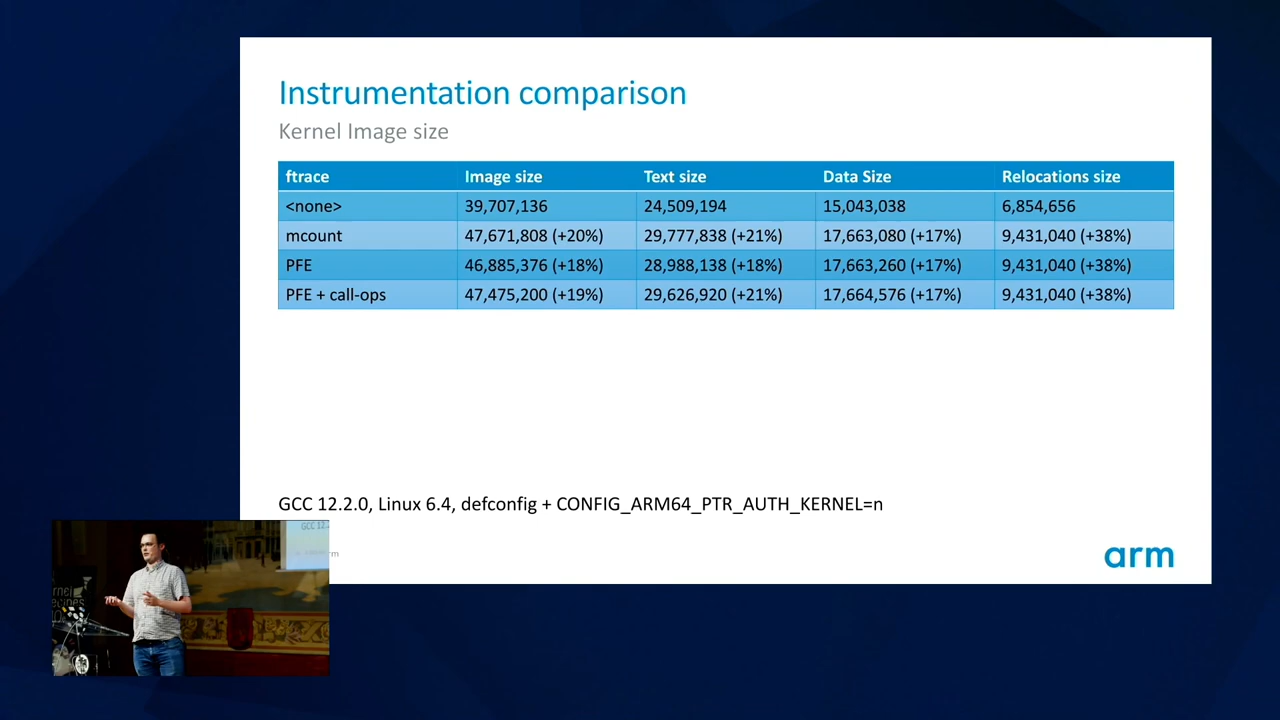 Instrumentation comparison
Kernel Image size
ftrace Image size Text size Data Size Relocations size
<none> 39,707,136 24,509,194 15,043,038 6,854,656
mcount 47,671,808 (+20%) 29,777,838 (+21%) 17,663,080 (+17%) 9,431,040 (+38%)
PFE 46,885,376 (+18%) 28,988,138 (+18%) 17,663,260 (+17%) 9,431,040 (+38%)
PFE + call-ops 47,475,200 (+19%) 29,626,920 (+21%) 17,664,576 (+17%) 9,431,040 (+38%)
GCC 12.2.0, Linux 6.4, defconfig + CONFIG_ARM64_PTR_AUTH_KERNEL=n
GCC 12.
rm
arm